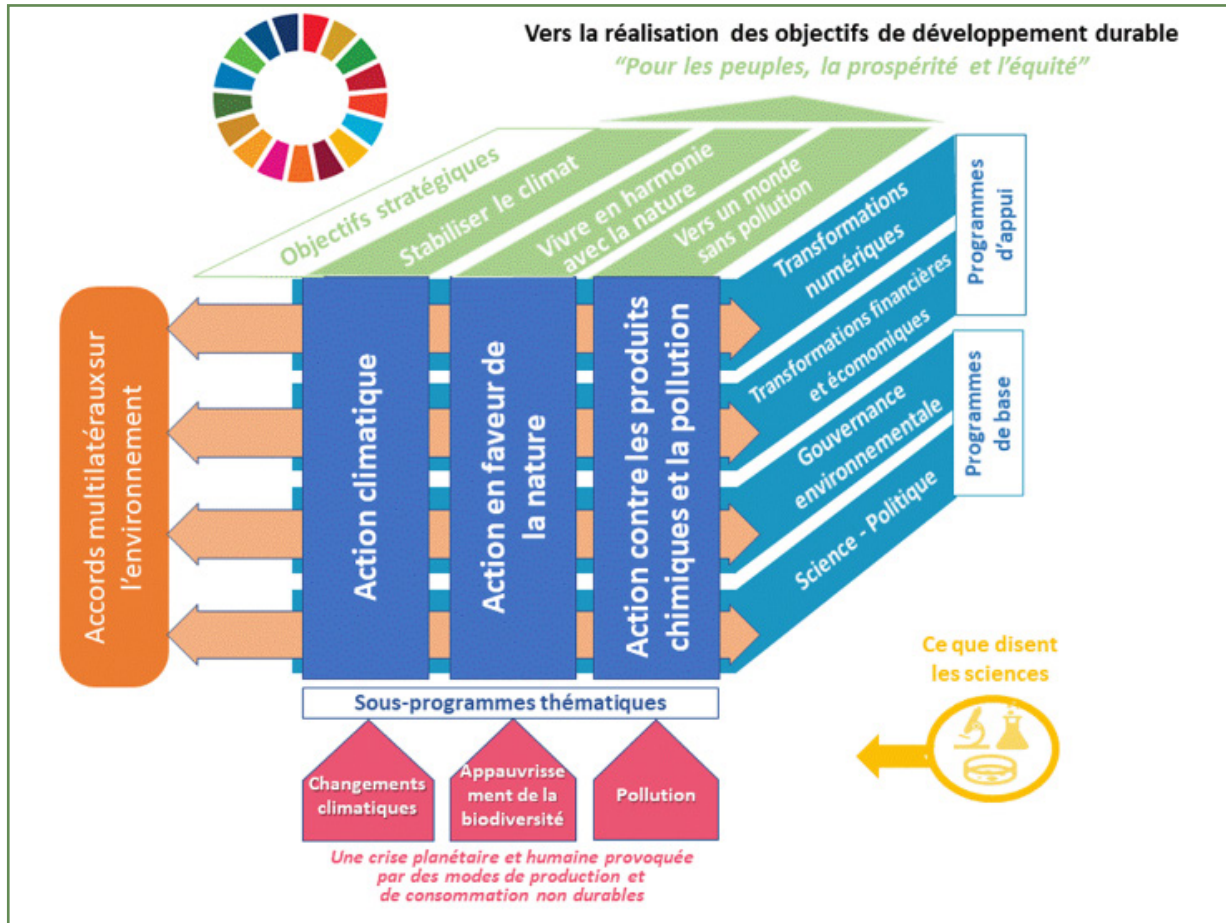 Vers la réalisation des objectifs de développement durable
“Pour les peuples, la prospérité et l’équité”
Objectifs stratégiques
Stabiliser le climat
Vivre en harmonie
avec la nature
Vers un monde
sans pollution
Transformations
numériques
Transformations financières
et écomomiques
Gouvernance
environnementale
Science - Politique
Programmes
d’appui
Programmes
de base
Accords multilatéraux sur
l’environnement
Action climatique
Action en faveur de
la nature
Action contre les produits
chimiques et la pollution
Sous-programmes thématiques
Changements
climatiques
Appauvrisse
ment de la
biodiversité
Pollution
Une crise planétaire et humaine provoquée
par des modes de production et
de consommation non durables
Ce que disent
les sciences